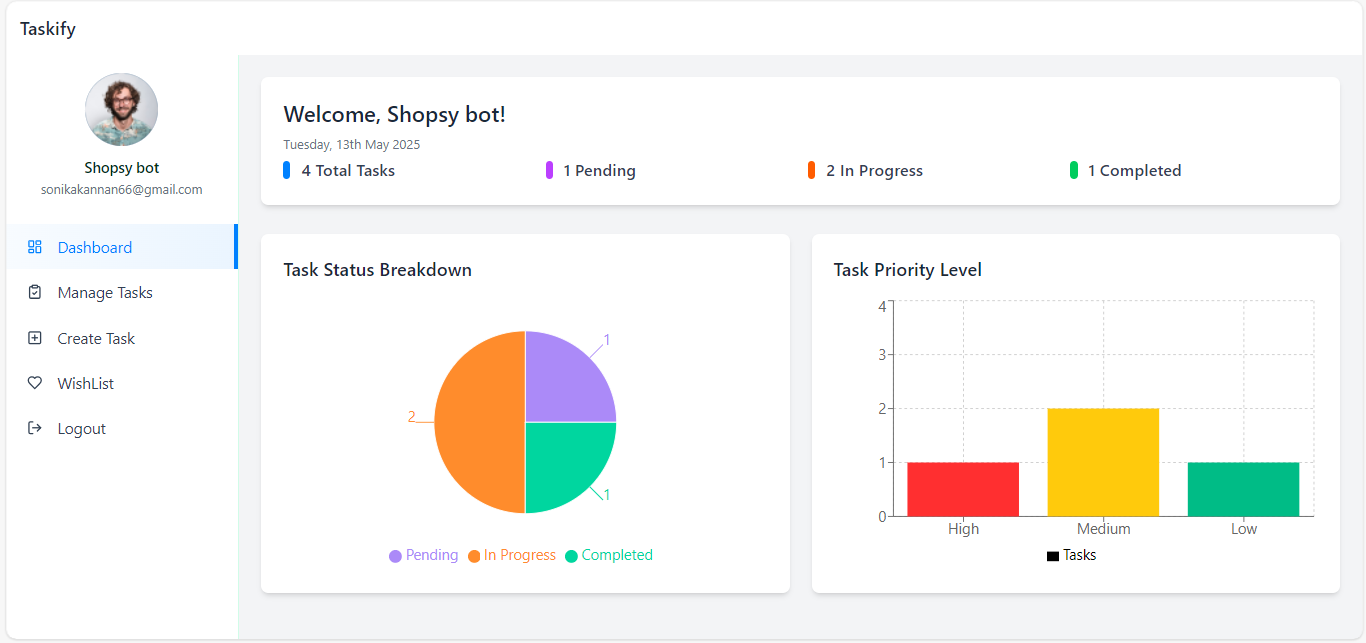 Taskify
Shopsy bot
sonikakannan66@gmail.com
Dashboard
Manage Tasks
Create Task
WishList
Logout
Welcome, Shopsy bot!
Tuesday, 13th May 2025
4 Total Tasks
1 Pending
2 In Progress
1 Completed
Task Status Breakdown
1
2
1
Pending
In Progress
Completed
Task Priority Level
4
3
2
1
0
High
Medium
Low
Tasks